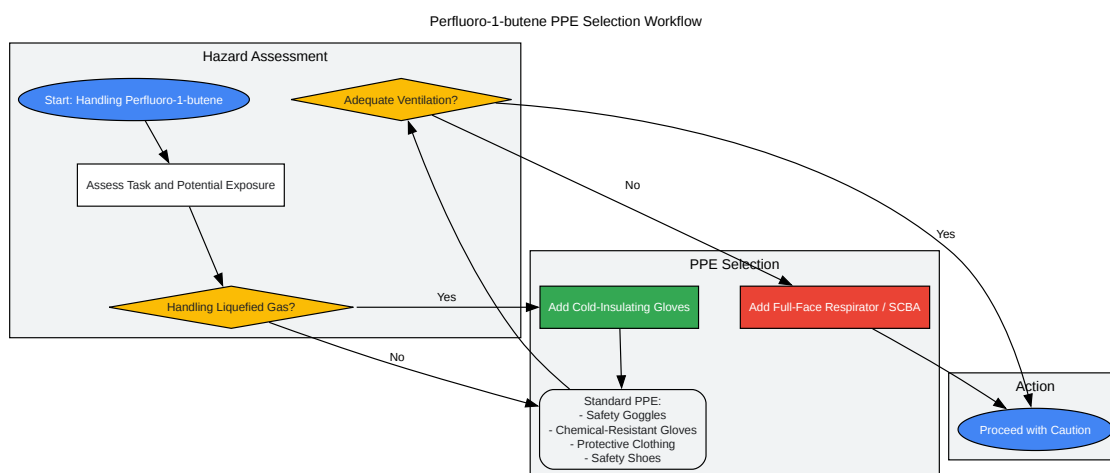 Perfluoro-1-butene PPE Selection Workflow
Hazard Assessment
Start: Handling Perfluoro-1-butene
Adequate Ventilation?
Assess Task and Potential Exposure
No
Yes
PPE Selection
Handling Liquefied Gas?
Yes
Add Cold-Insulating Gloves
Add Full-Face Respirator / SCBA
No
Action
Standard PPE:
- Safety Goggles
- Chemical-Resistant Gloves
- Protective Clothing
- Safety Shoes
Proceed with Caution